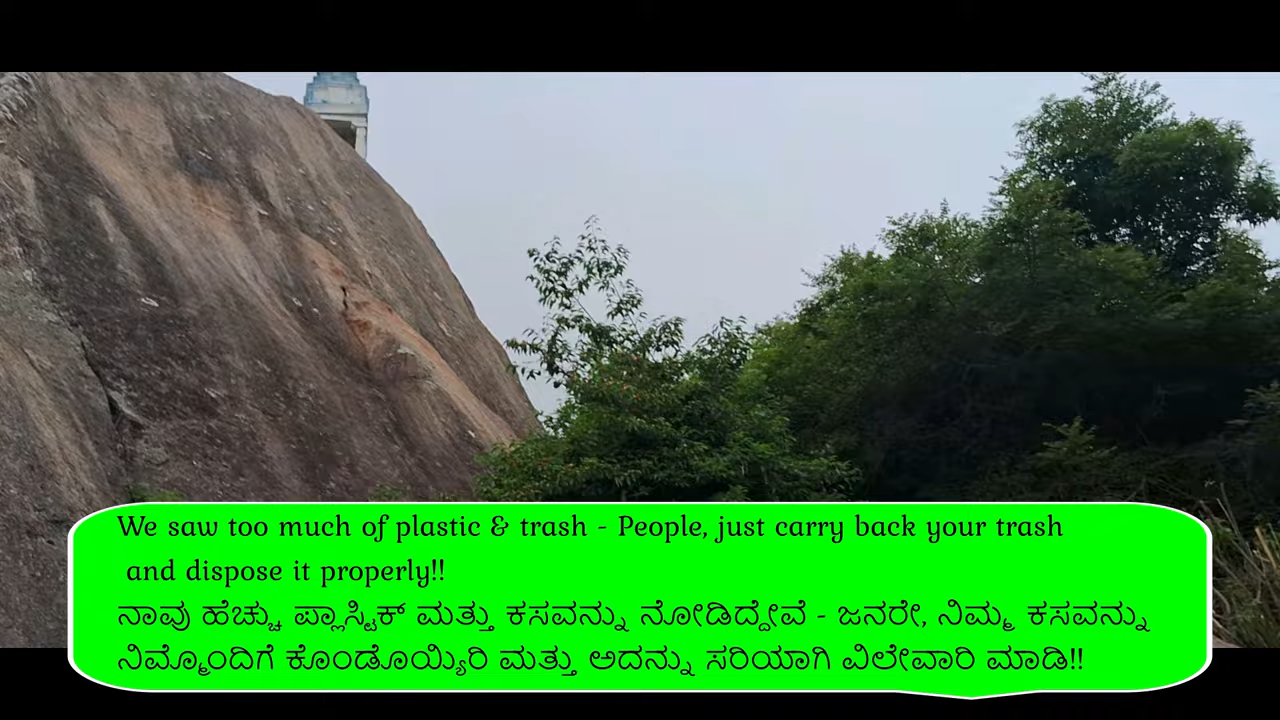 We saw too much of plastic & trash - People, just carry back your trash
and dispose it properly!!
ನಾವು ಹೆಚ್ಚು ಪ್ಲಾಸ್ಟಿಕ್ ಮತ್ತು ಕಸವನ್ನು ನೋಡಿದ್ದೇವೆ - ಜನರೇ, ನಿಮ್ಮ ಕಸವನ್ನು
ನಿಮ್ಮೊಂದಿಗೆ ಕೊಂಡೊಯ್ಯಿರಿ ಮತ್ತು ಅದನ್ನು ಸರಿಯಾಗಿ ವಿಲೇವಾರಿ ಮಾಡಿ!!